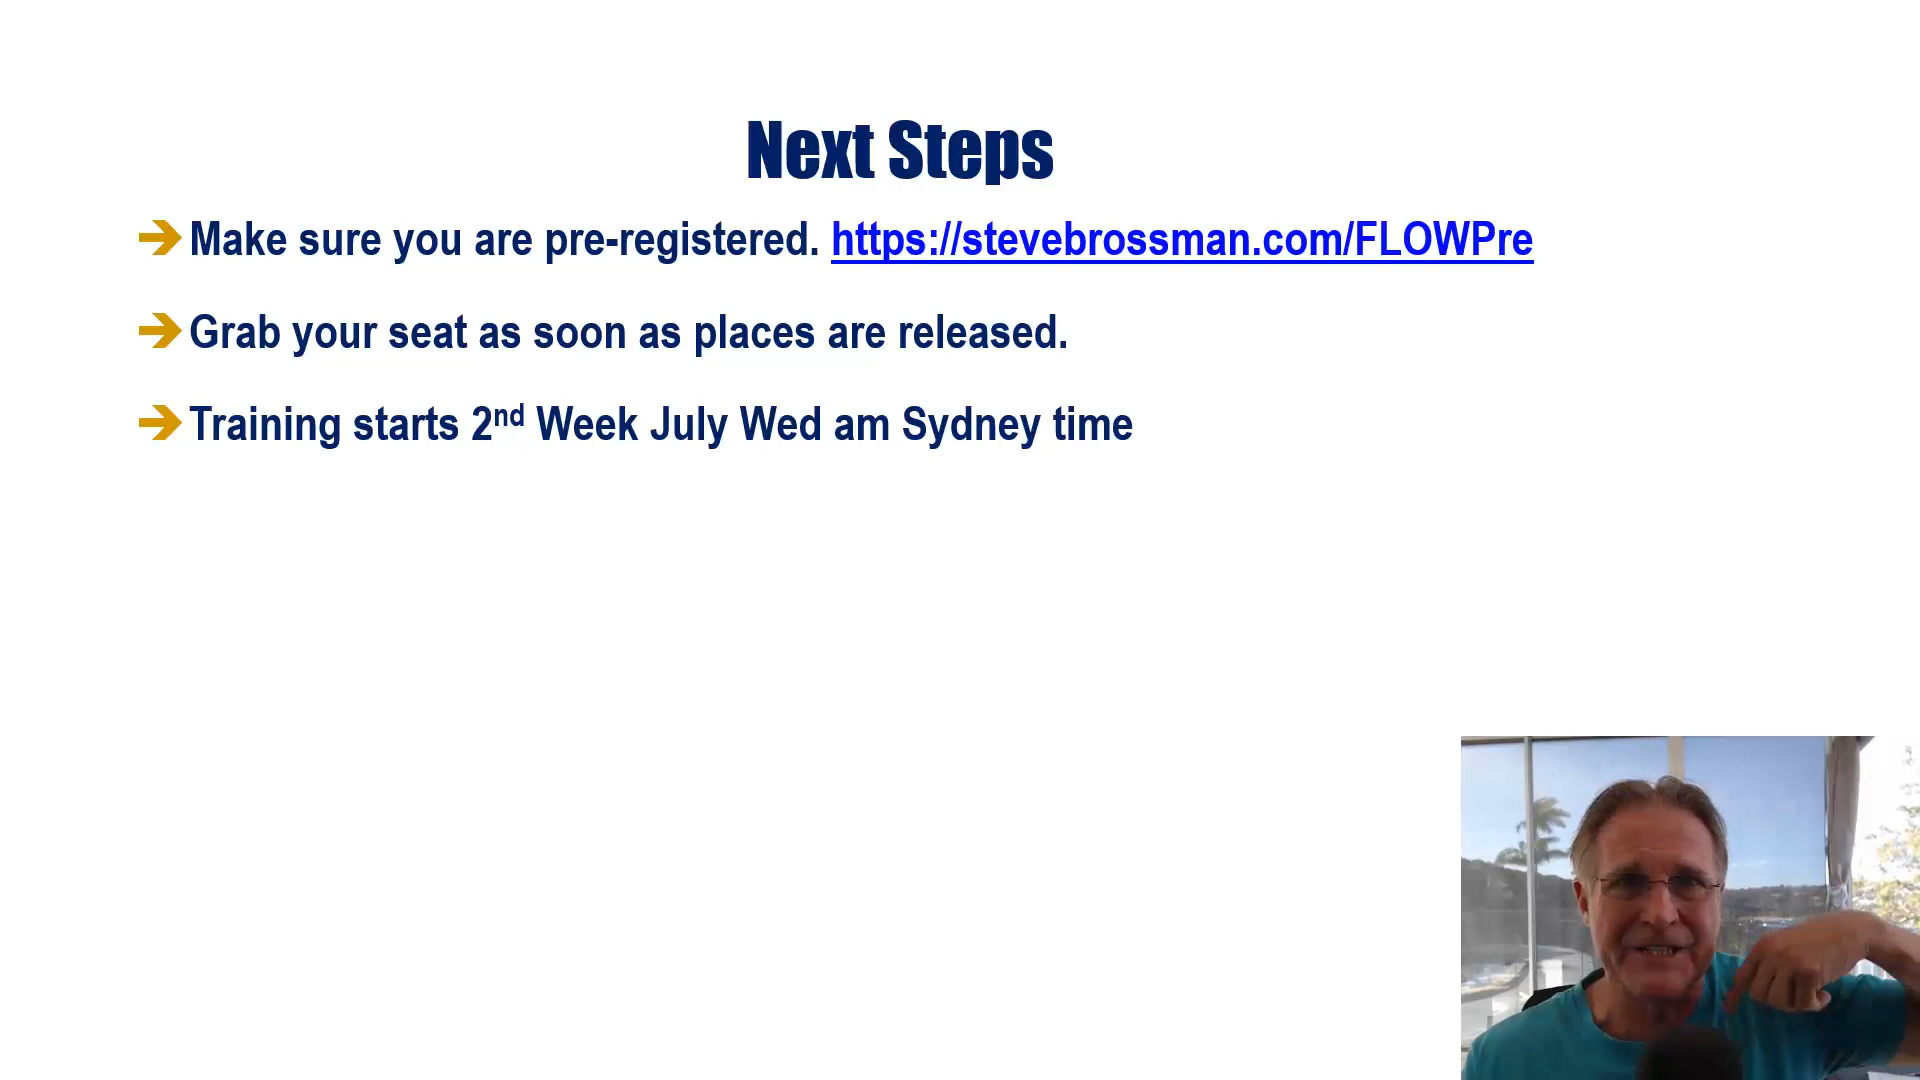 Next Steps
Make sure you are pre-registered. https://stevebrossman.com/FLOWPre
Grab your seat as soon as places are released.
Training starts 2nd Week July Wed am Sydney time